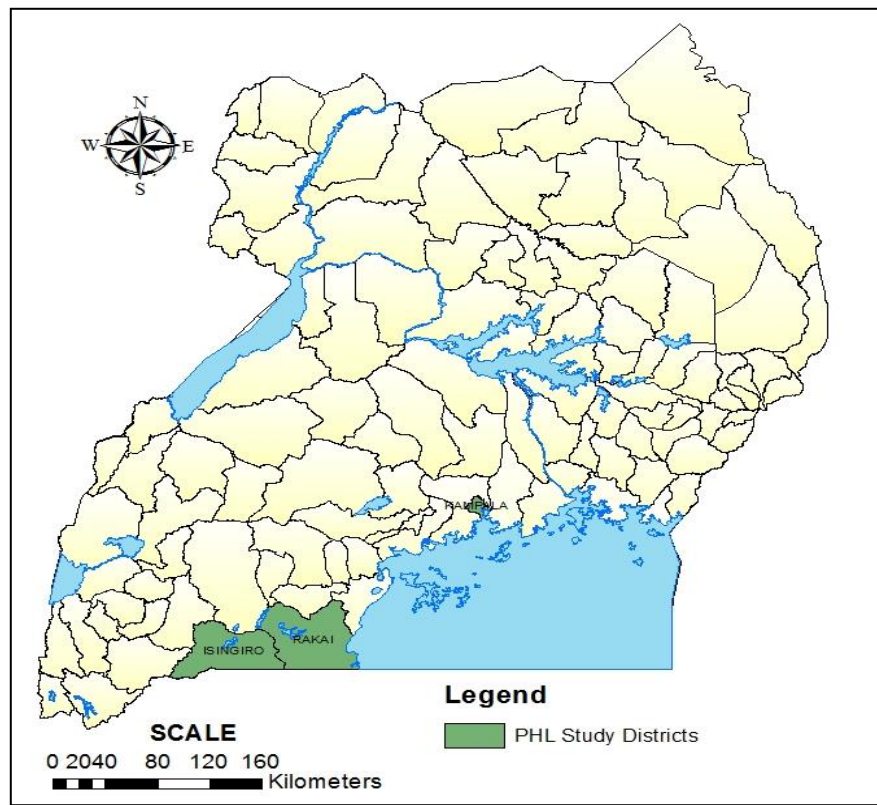 N
W E
S
KAMPALA
ISINGIRO
RAKAI
Legend
PHL Study Districts
SCALE
0 2040 80 120 160
Kilometers